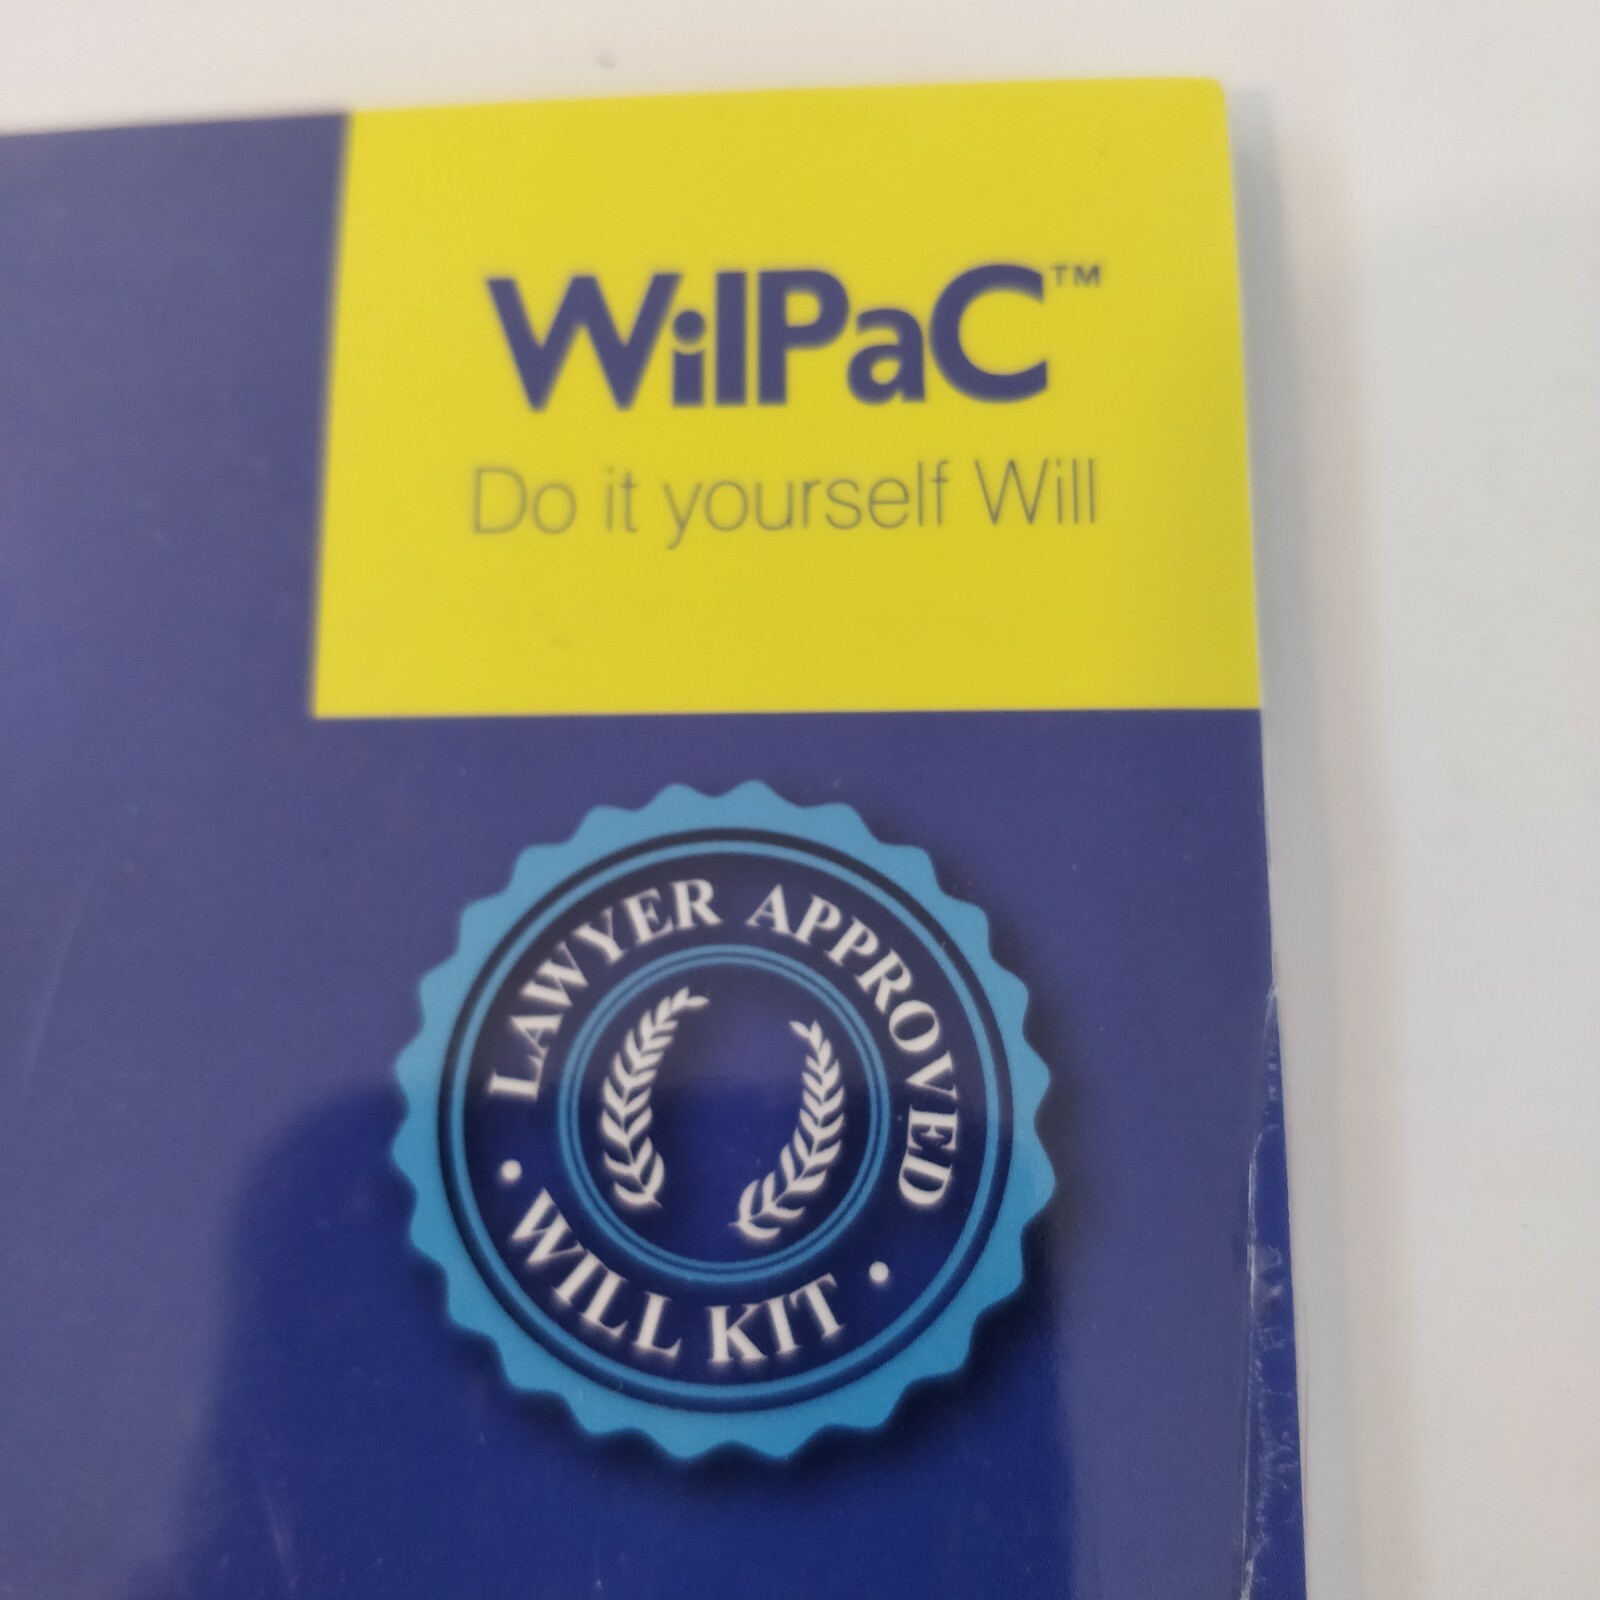 WilPaC™
Do it yourself Will
LAWYER APPROVED
• WILL KIT •